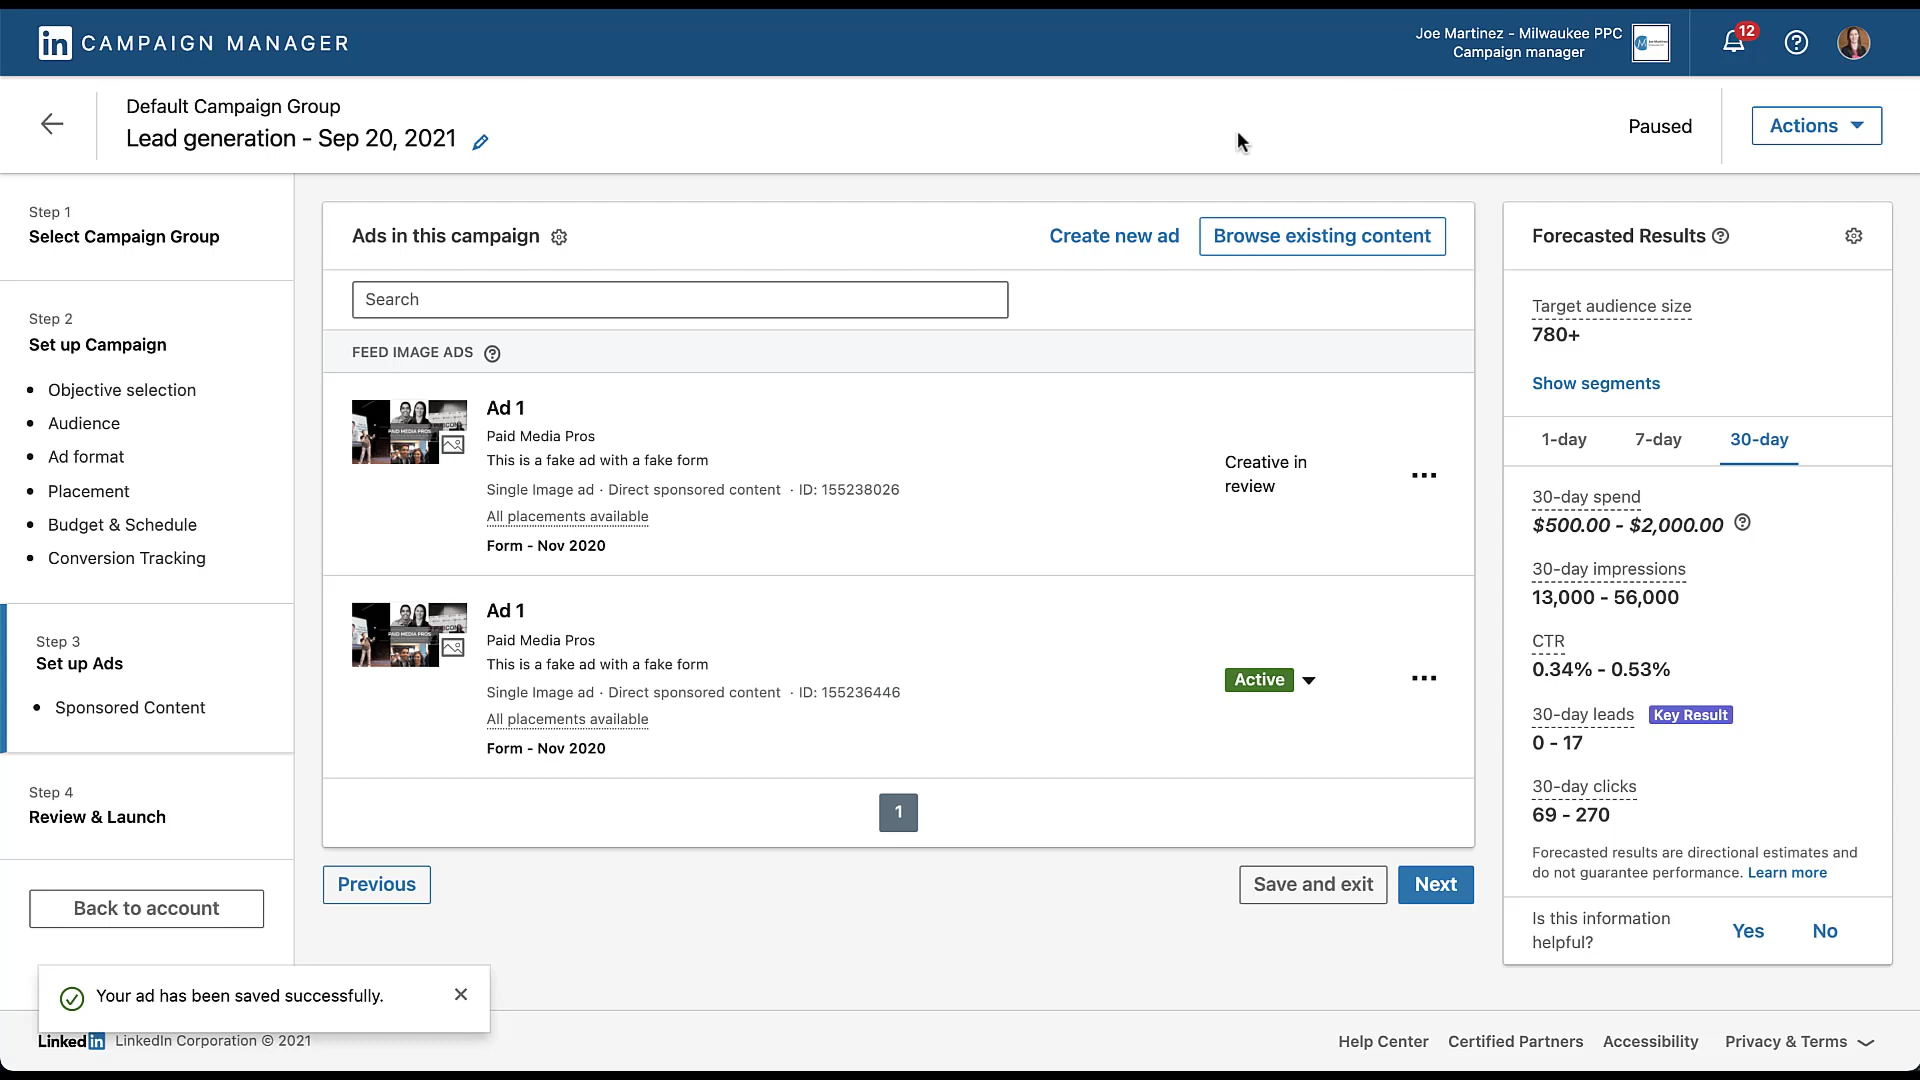 in CAMPAIGN MANAGER
Joe Martinez - Milwaukee PPC
Campaign manager
12
Default Campaign Group
Lead generation - Sep 20, 2021
Paused
Actions
Step 1
Select Campaign Group
Step 2
Set up Campaign
Objective selection
Audience
Ad format
Placement
Budget & Schedule
Conversion Tracking
Step 3
Set up Ads
Sponsored Content
Step 4
Review & Launch
Back to account
Ads in this campaign
Create new ad
Browse existing content
Search
FEED IMAGE ADS
Ad 1
Paid Media Pros
This is a fake ad with a fake form
Single Image ad · Direct sponsored content · ID: 155238026
All placements available
Form - Nov 2020
Creative in
review
PAID MEDIA PROS
Ad 1
Paid Media Pros
This is a fake ad with a fake form
Single Image ad · Direct sponsored content · ID: 155236446
All placements available
Form - Nov 2020
Active
PAID MEDIA PROS
1
Previous
Save and exit
Next
Forecasted Results
Target audience size
780+
Show segments
1-day
7-day
30-day
30-day spend
$500.00 - $2,000.00
30-day impressions
13,000 - 56,000
CTR
0.34% - 0.53%
30-day leads
Key Result
0 - 17
30-day clicks
69 - 270
Forecasted results are directional estimates and
do not guarantee performance. Learn more
Is this information
helpful?
Yes
No
Your ad has been saved successfully.
LinkedIn
LinkedIn Corporation © 2021
Help Center
Certified Partners
Accessibility
Privacy & Terms